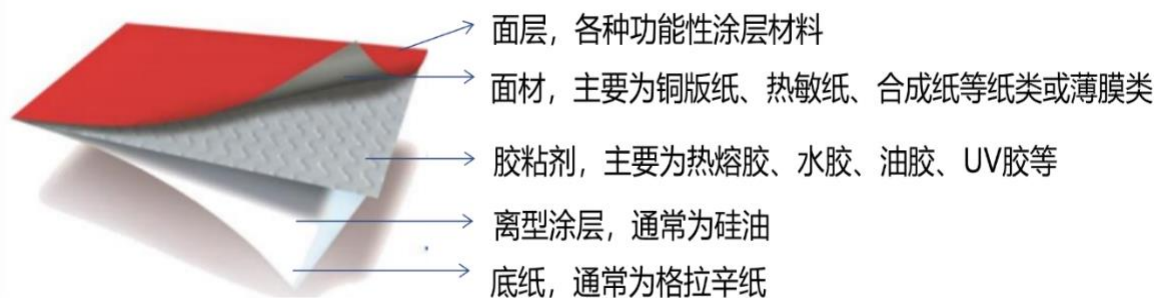 面层，各种功能性涂层材料
面材，主要为铜版纸、热敏纸、合成纸等纸类或薄膜类
胶粘剂，主要为热熔胶、水胶、油胶、UV胶等
离型涂层，通常为硅油
底纸，通常为格拉辛纸